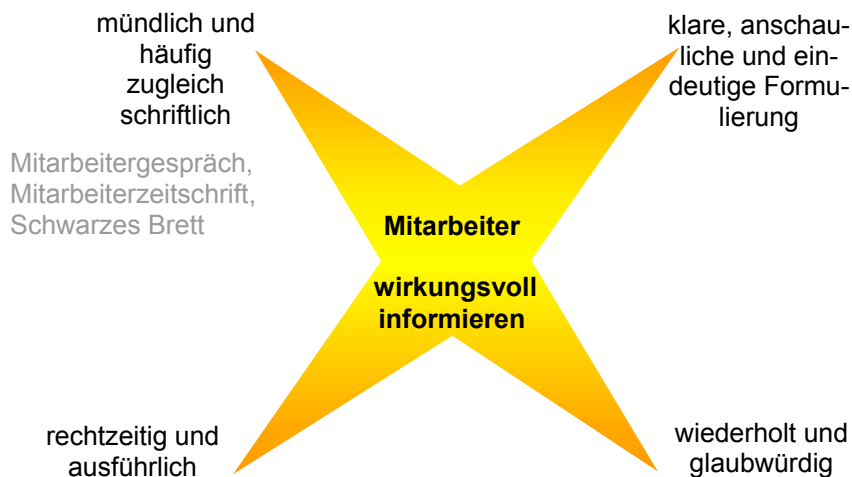 mündlich und
häufig
zugleich
schriftlich
Mitarbeitergespräch,
Mitarbeiterzeitschrift,
Schwarzes Brett
klare, anschau-
liche und ein-
deutige Formu-
lierung
Mitarbeiter
wirkungsvoll
informieren
rechtzeitig und
ausführlich
wiederholt und
glaubwürdig